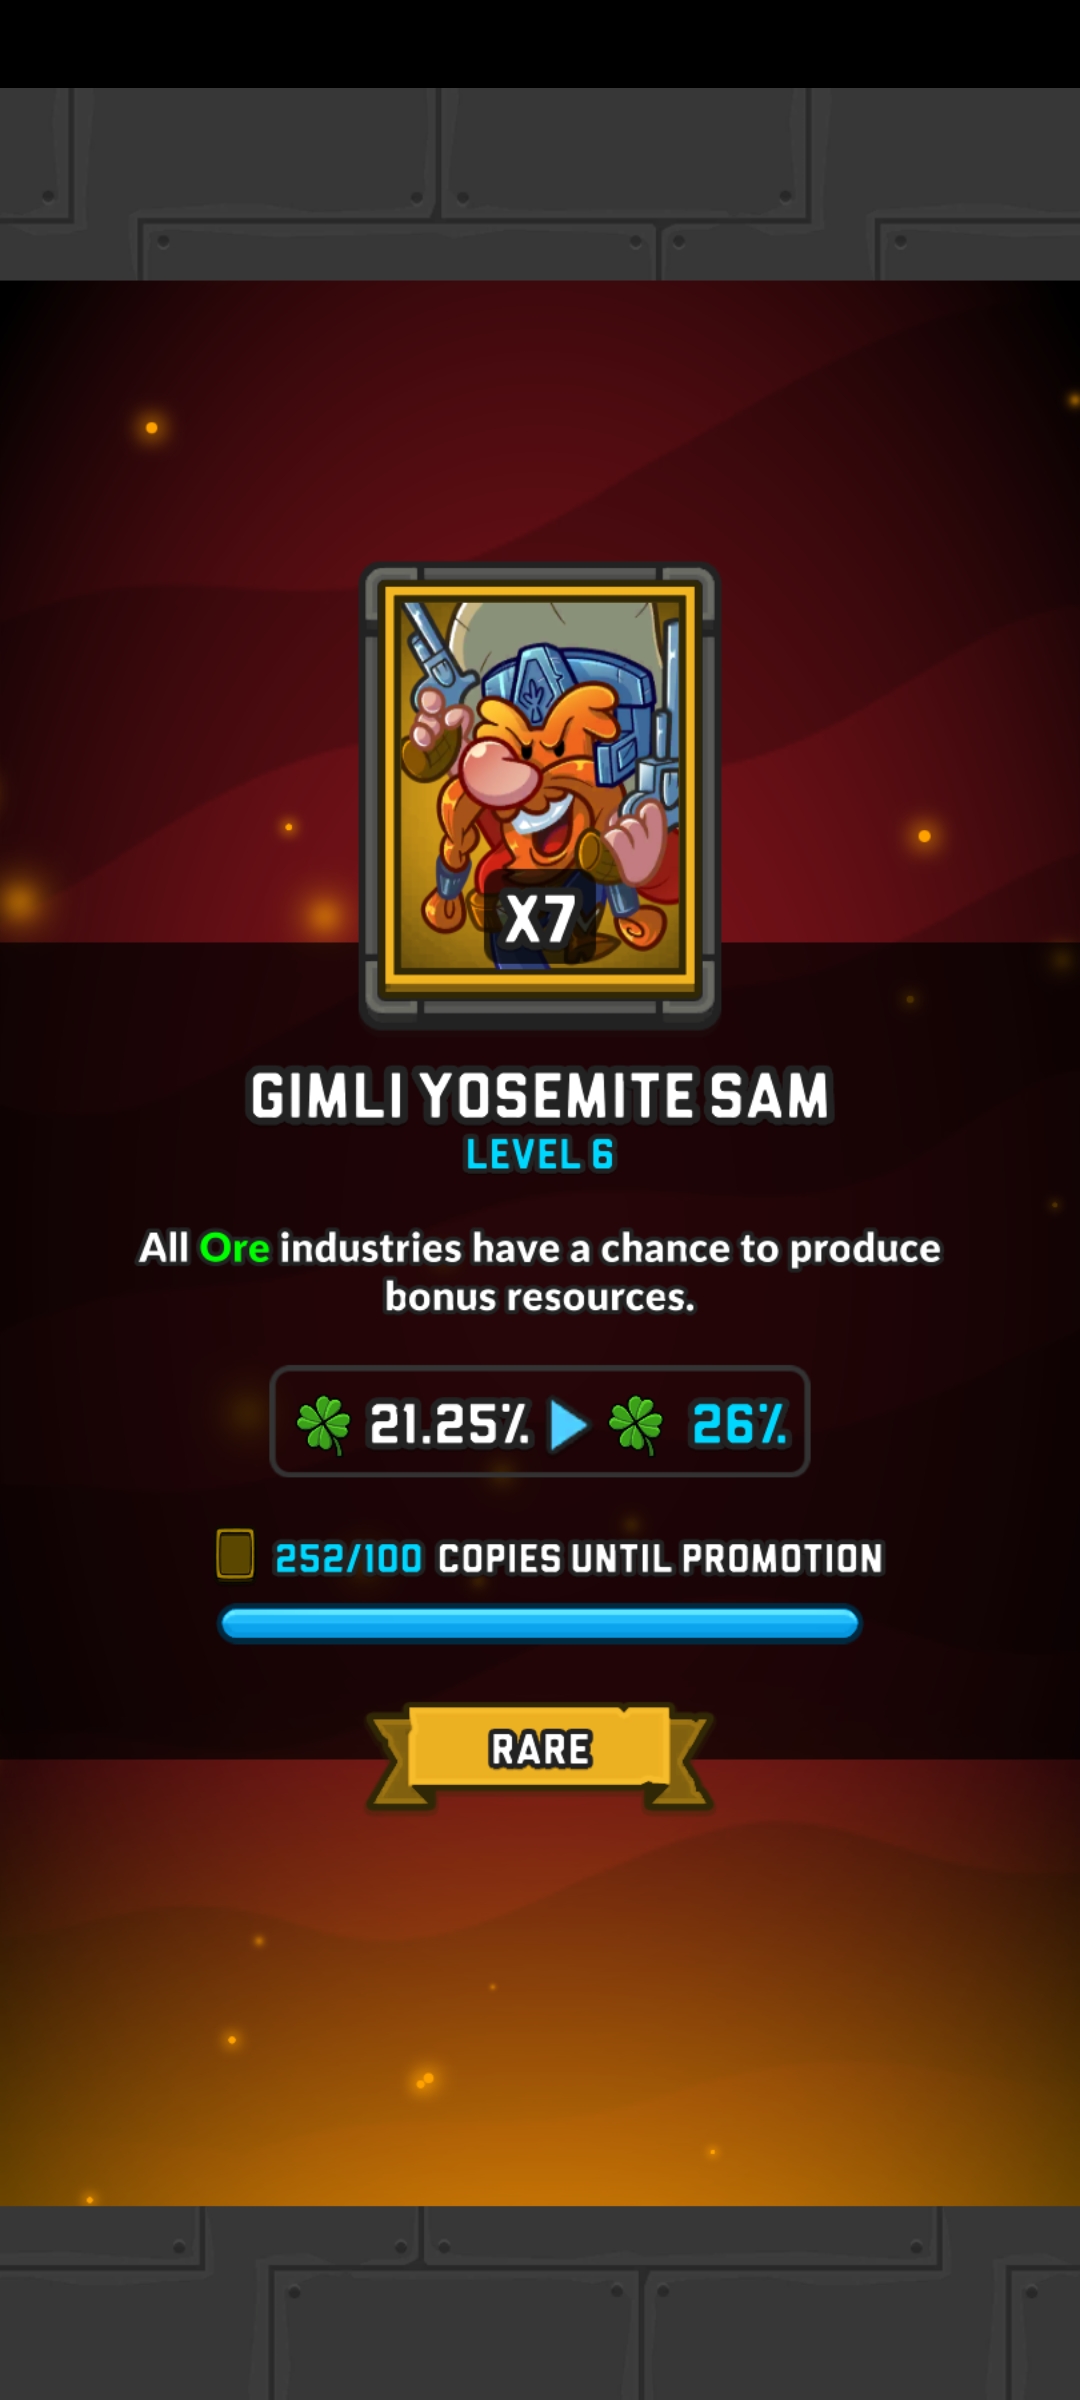 X7
GIMLI YOSEMITE SAM
LEVEL 6
All Ore industries have a chance to produce
bonus resources.
21.25% 26%
252/100 COPIES UNTIL PROMOTION
RARE